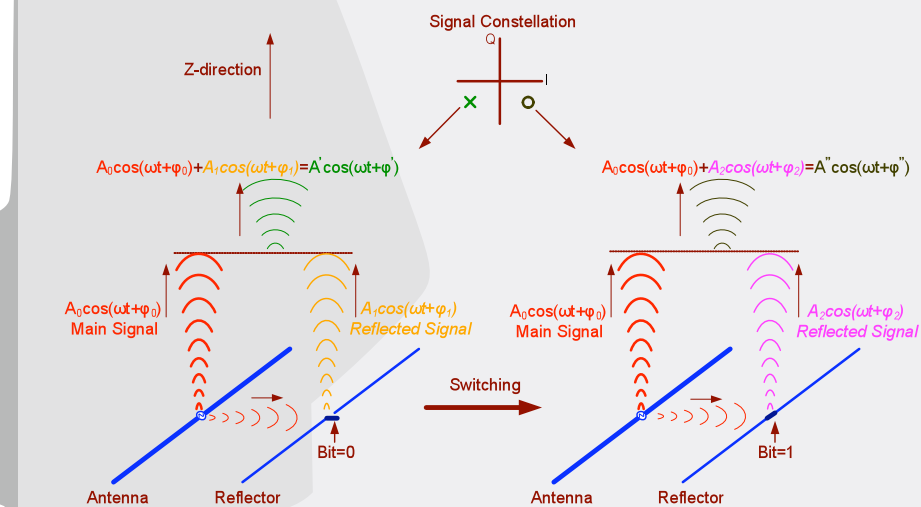 Signal Constellation
Q
I
Z-direction
A₀cos(ωt+φ₀)+A₁cos(ωt+φ₁)=A'cos(ωt+φ')
A₀cos(ωt+φ₀)+A₂cos(ωt+φ₂)=A"cos(ωt+φ")
A₀cos(ωt+φ₀)
Main Signal
A₁cos(ωt+φ₁)
Reflected Signal
A₀cos(ωt+φ₀)
Main Signal
A₂cos(ωt+φ₂)
Reflected Signal
Switching
Bit=0
Bit=1
Antenna
Reflector
Antenna
Reflector